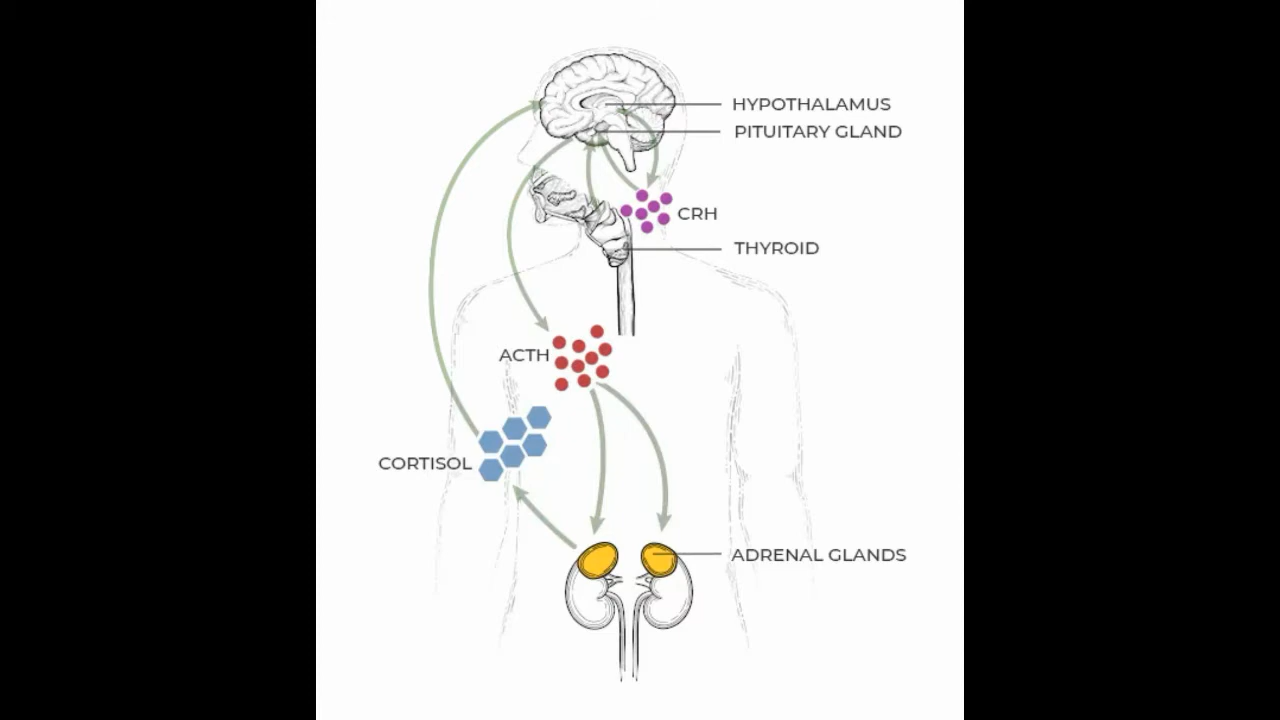 HYPOTHALAMUS
PITUITARY GLAND
CRH
THYROID
ACTH
CORTISOL
ADRENAL GLANDS